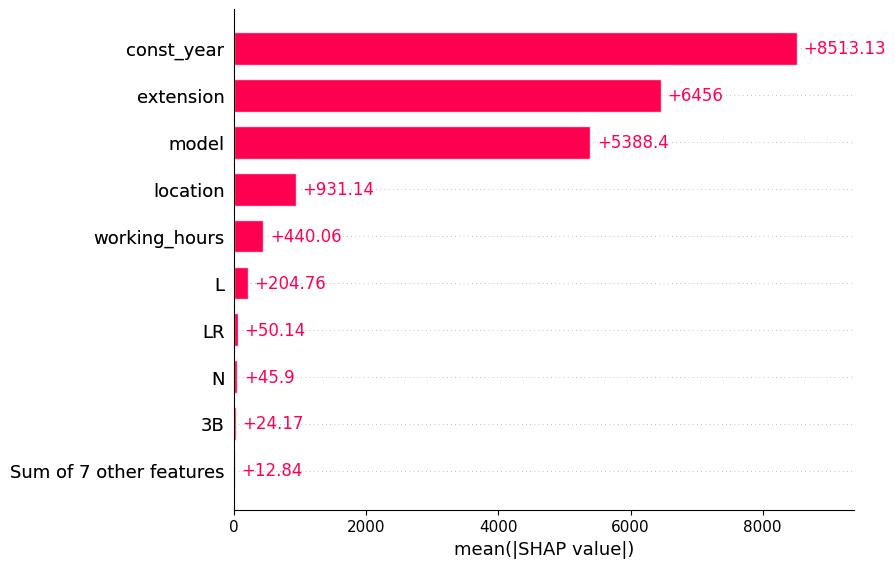 const_year +8513.13
extension +6456
model +5388.4
location +931.14
working_hours +440.06
L +204.76
LR +50.14
N +45.9
3B +24.17
Sum of 7 other features +12.84
0 2000 4000 6000 8000
mean(|SHAP value|)